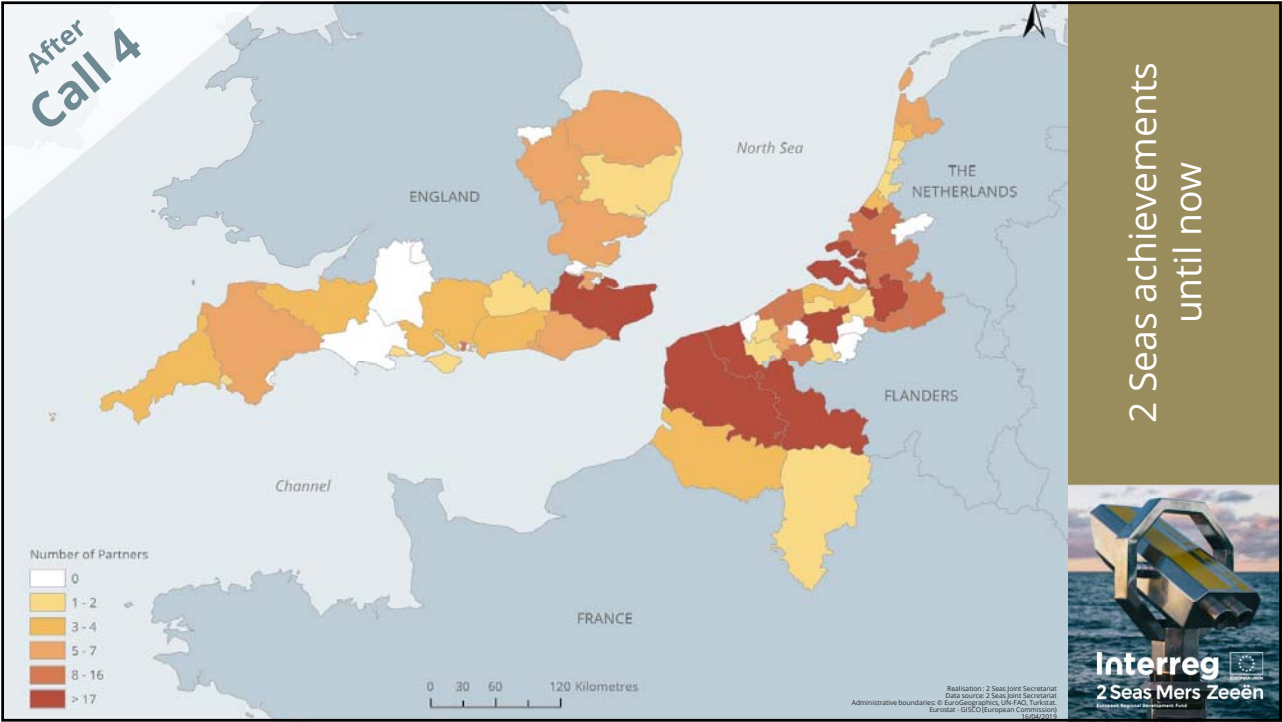 After
Call 4
North Sea
THE
NETHERLANDS
ENGLAND
FLANDERS
Channel
FRANCE
Number of Partners
0
1 - 2
3 - 4
5 - 7
8 - 16
> 17
0 30 60 120 Kilometres
Realisation : 2 Seas Joint Secretariat
Data source: 2 Seas Joint Secretariat
Administrative boundaries: © EuroGeographics, UN-FAO, Turkstat.
Eurostat - GISCO (European Commission)
16/04/2019
2 Seas achievements
until now
Interreg
EUROPEAN UNION
2 Seas Mers Zeeën
European Regional Development Fund